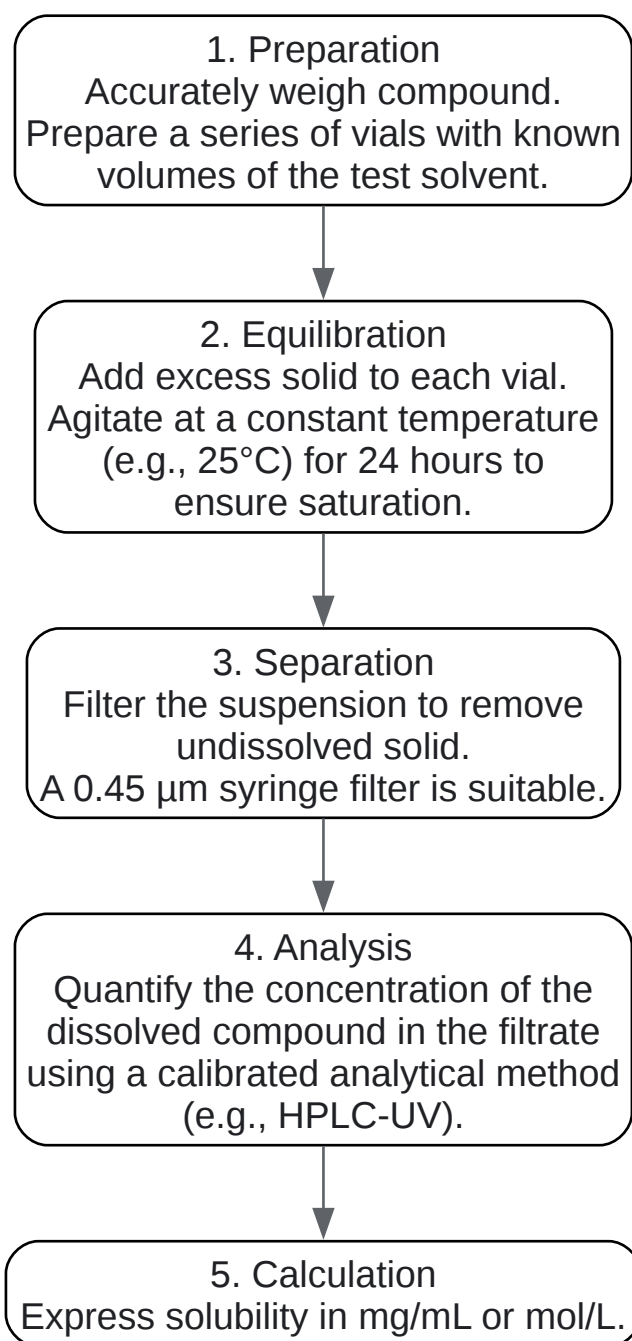 1. Preparation
Accurately weigh compound.
Prepare a series of vials with known
volumes of the test solvent.
2. Equilibration
Add excess solid to each vial.
Agitate at a constant temperature
(e.g., 25°C) for 24 hours to
ensure saturation.
3. Separation
Filter the suspension to remove
undissolved solid.
A 0.45 µm syringe filter is suitable.
4. Analysis
Quantify the concentration of the
dissolved compound in the filtrate
using a calibrated analytical method
(e.g., HPLC-UV).
5. Calculation
Express solubility in mg/mL or mol/L.